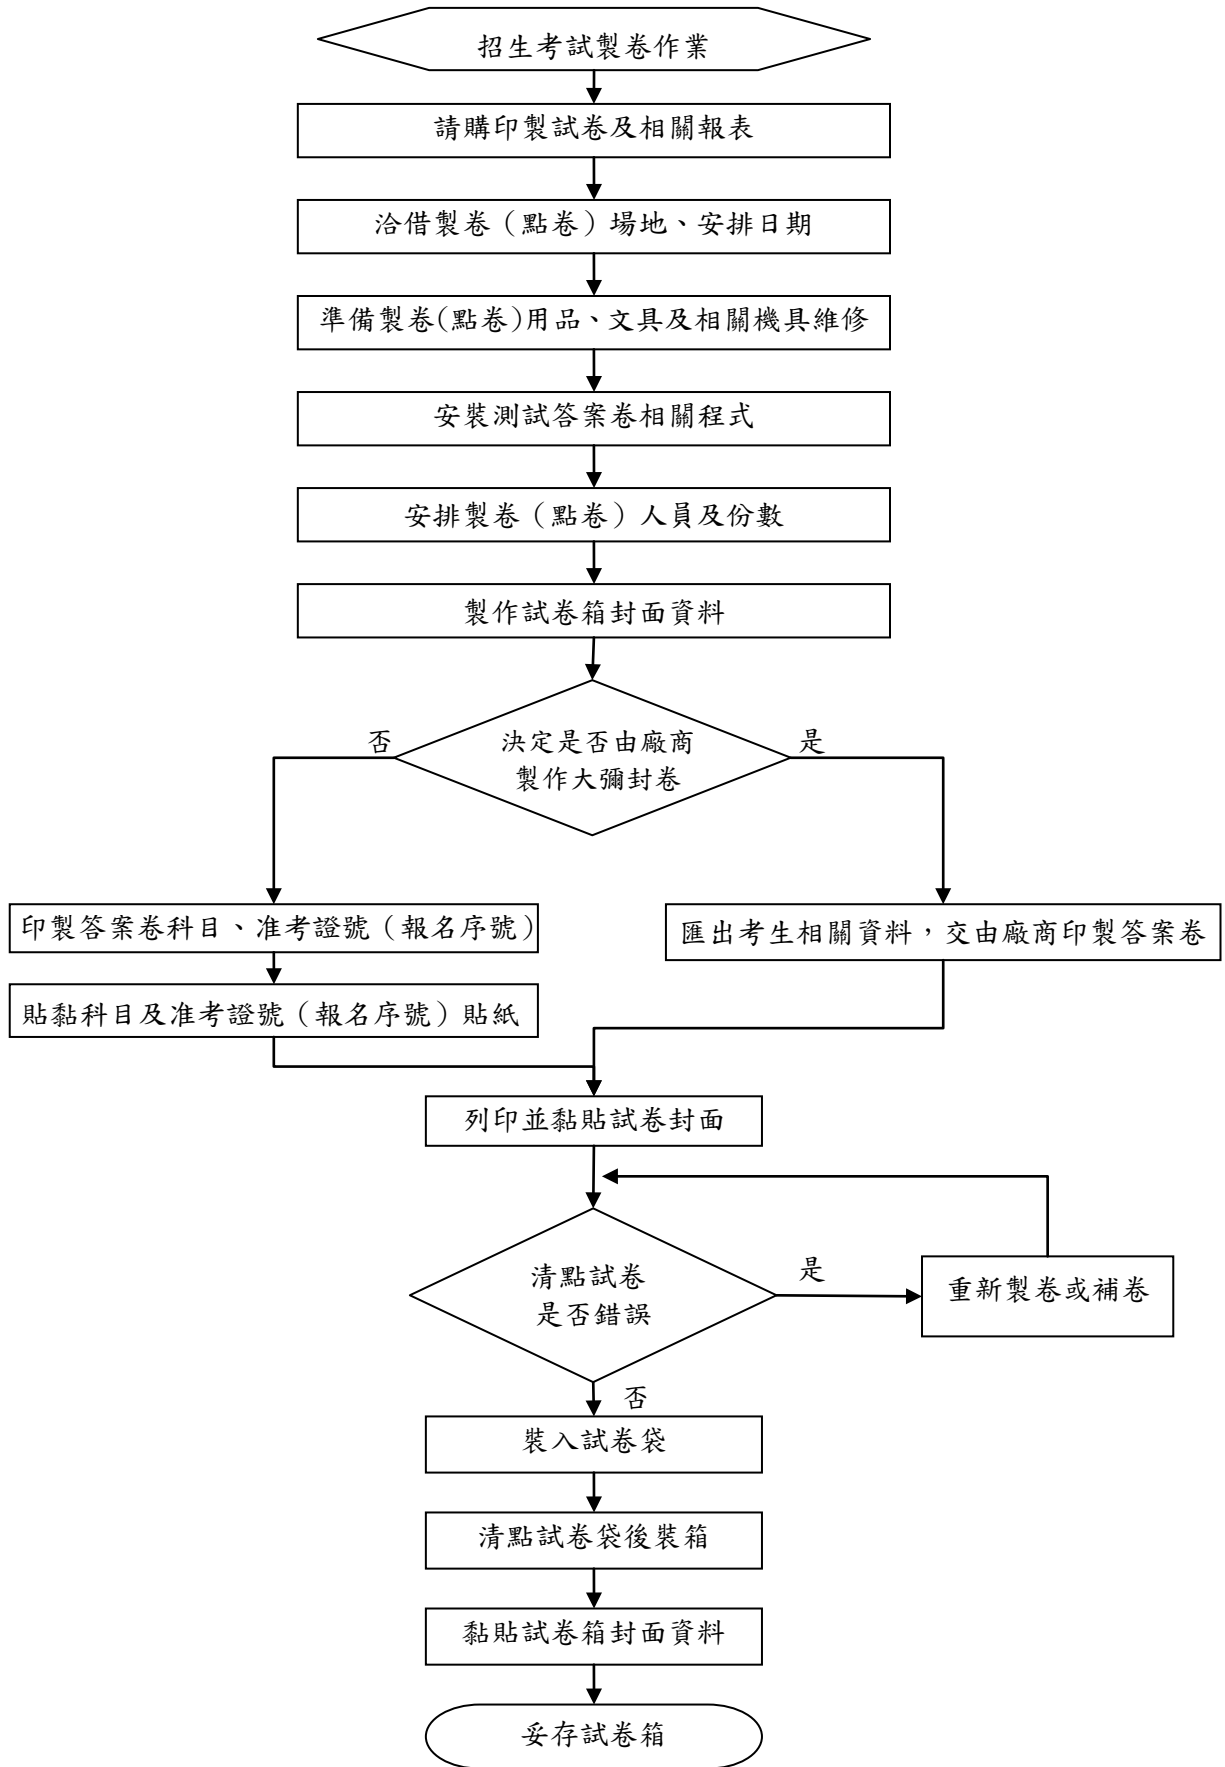 招生考試製卷作業
請購印製試卷及相關報表
洽借製卷（點卷）場地、安排日期
準備製卷(點卷)用品、文具及相關機具維修
安裝測試答案卷相關程式
安排製卷（點卷）人員及份數
製作試卷箱封面資料
決定是否由廠商
製作大彌封卷
否
是
印製答案卷科目、准考證號（報名序號）
匯出考生相關資料，交由廠商印製答案卷
貼黏科目及准考證號（報名序號）貼紙
列印並黏貼試卷封面
清點試卷
是否錯誤
是
重新製卷或補卷
否
裝入試卷袋
清點試卷袋後裝箱
黏貼試卷箱封面資料
妥存試卷箱